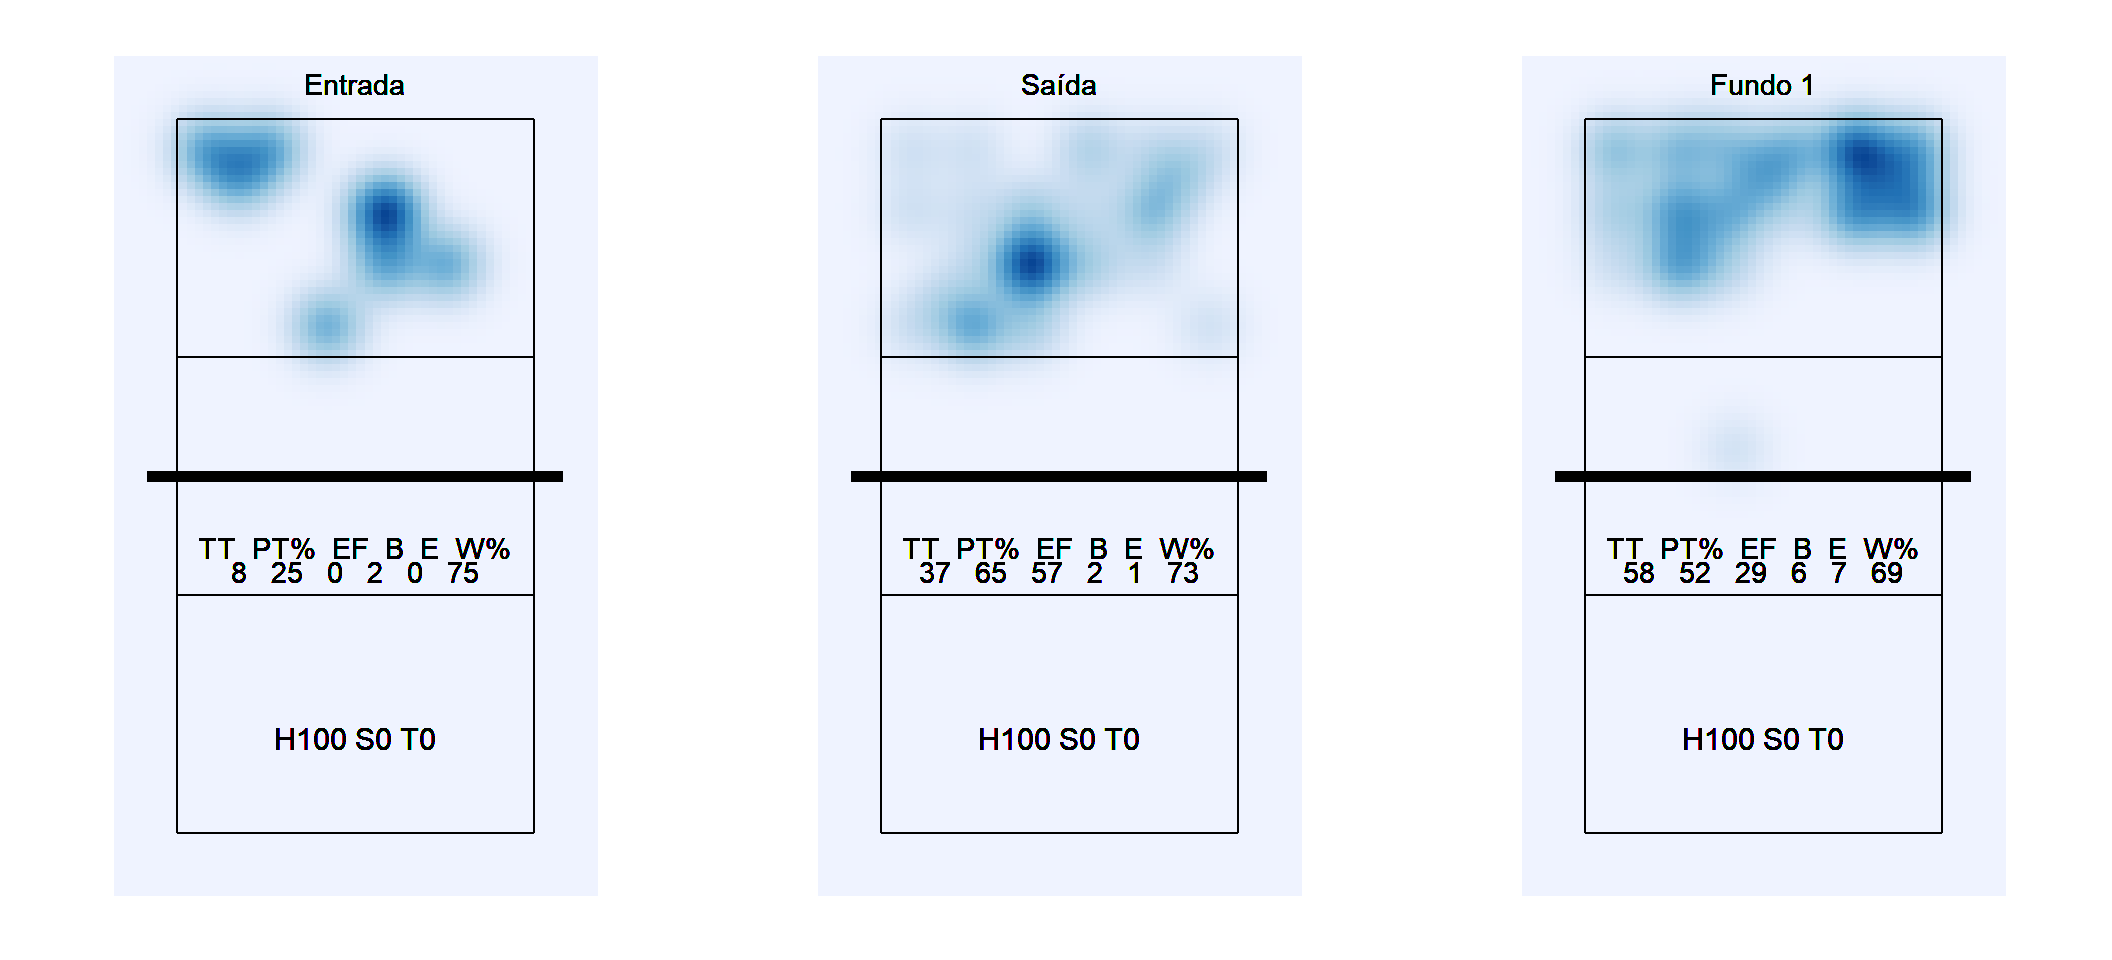 Entrada
TT PT% EF B E W%
8 25 0 2 0 75
H100 S0 T0
Saída
TT PT% EF B E W%
37 65 57 2 1 73
H100 S0 T0
Fundo 1
TT PT% EF B E W%
58 52 29 6 7 69
H100 S0 T0